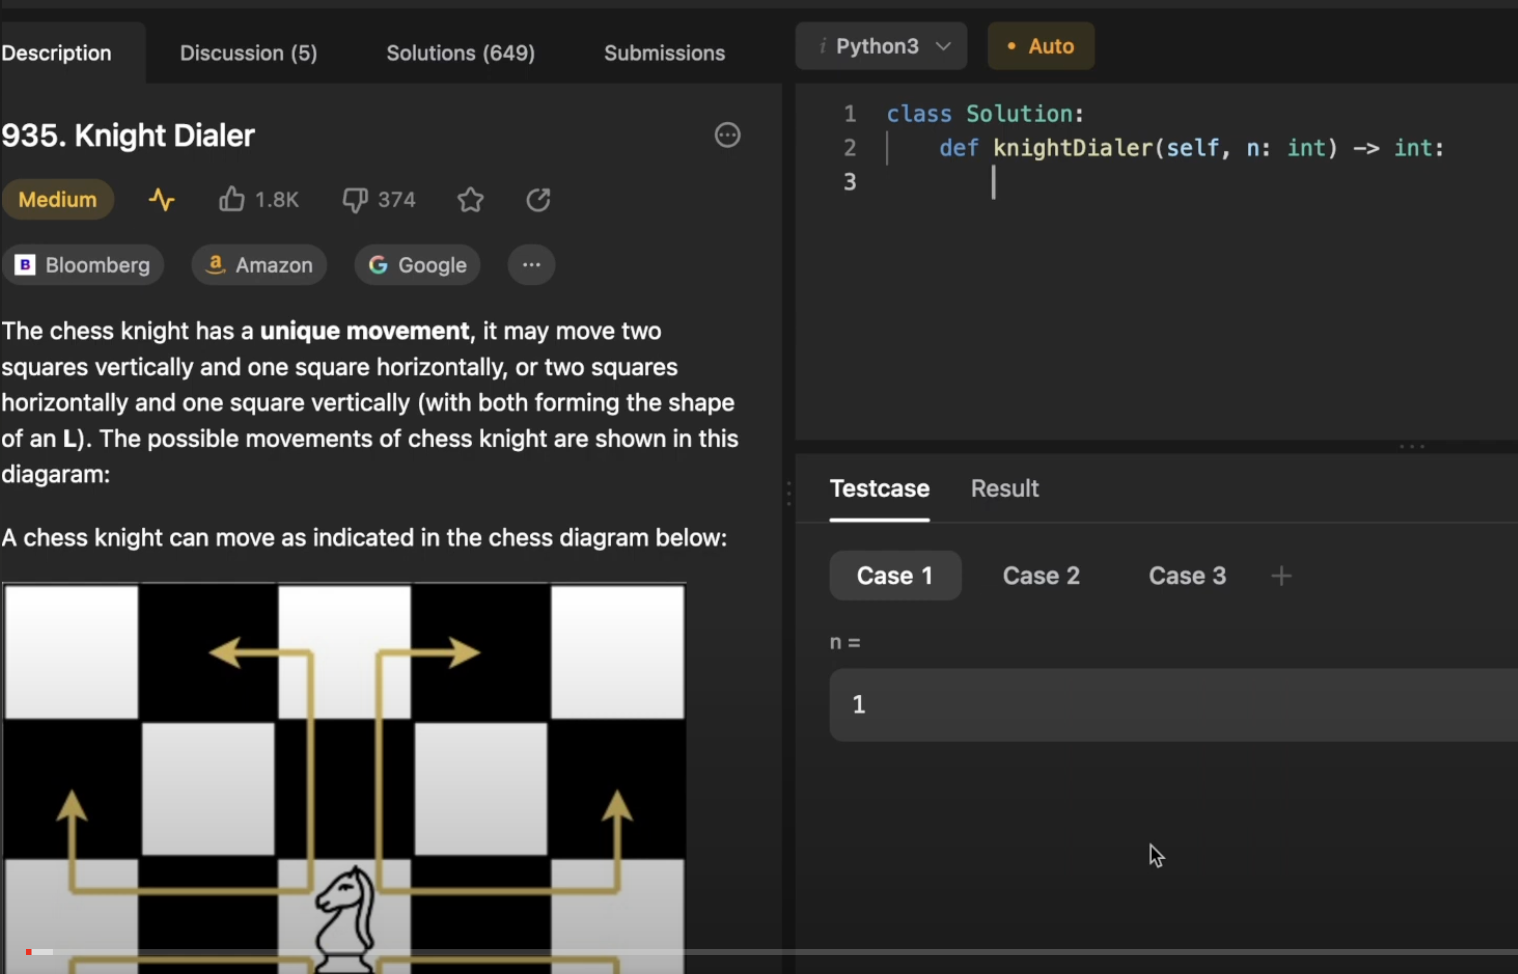 Description Discussion (5) Solutions (649) Submissions
935. Knight Dialer
Medium 1.8K 374
B Bloomberg a Amazon G Google ...
The chess knight has a unique movement, it may move two
squares vertically and one square horizontally, or two squares
horizontally and one square vertically (with both forming the shape
of an L). The possible movements of chess knight are shown in this
diagaram:
A chess knight can move as indicated in the chess diagram below:
i Python3 • Auto
1 class Solution:
2 def knightDialer(self, n: int) -> int:
3
Testcase Result
Case 1 Case 2 Case 3 +
n =
1